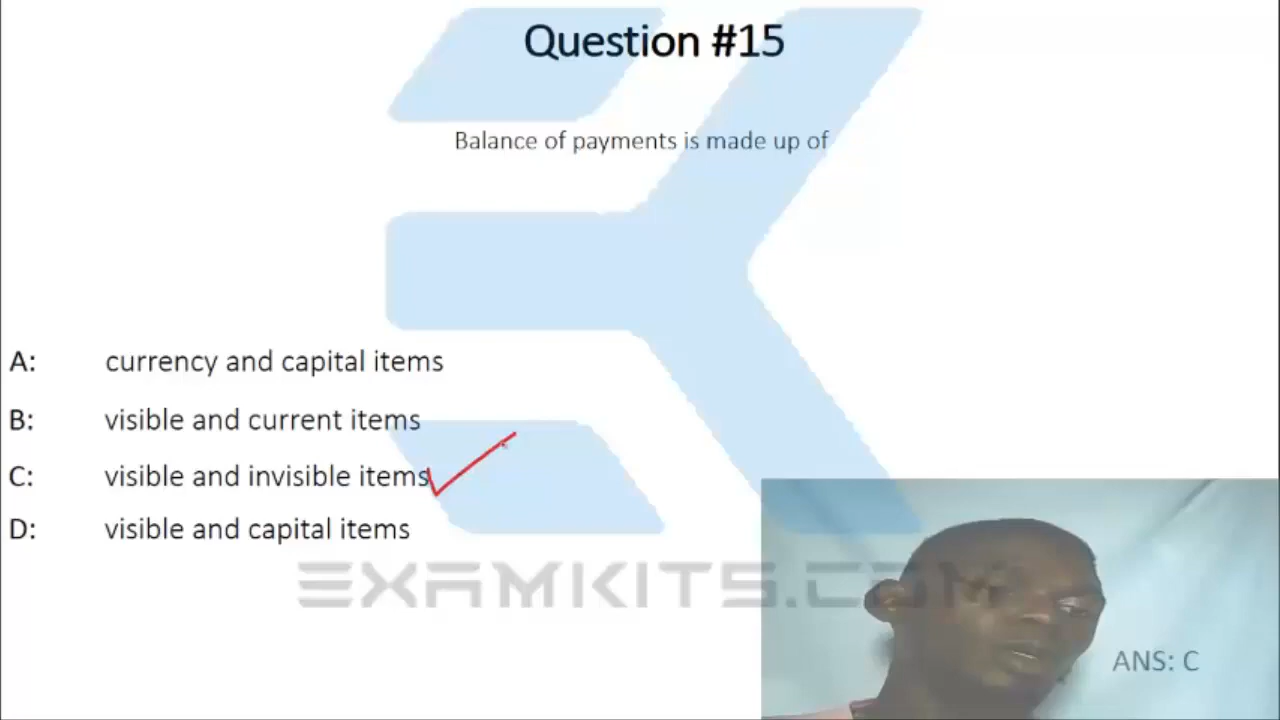 Question #15
Balance of payments is made up of
A: currency and capital items
B: visible and current items
C: visible and invisible items
D: visible and capital items
EXAMKITS.COM
ANS: C